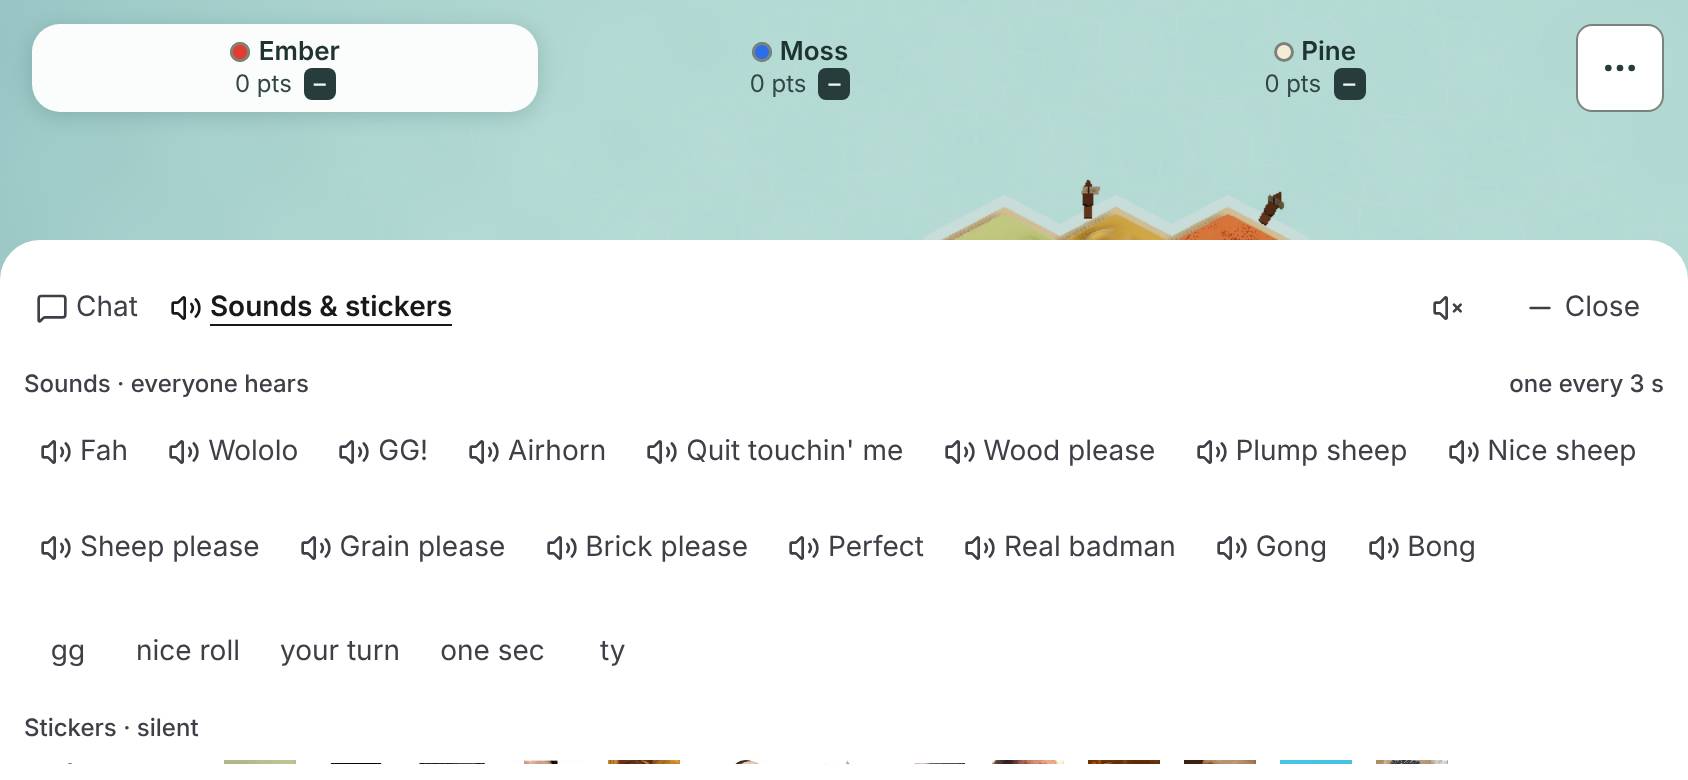 Ember
0 pts
Moss
0 pts
Pine
0 pts
Chat
Sounds & stickers
Close
Sounds · everyone hears
one every 3 s
Fah
Wololo
GG!
Airhorn
Quit touchin' me
Wood please
Plump sheep
Nice sheep
Sheep please
Grain please
Brick please
Perfect
Real badman
Gong
Bong
gg
nice roll
your turn
one sec
ty
Stickers · silent